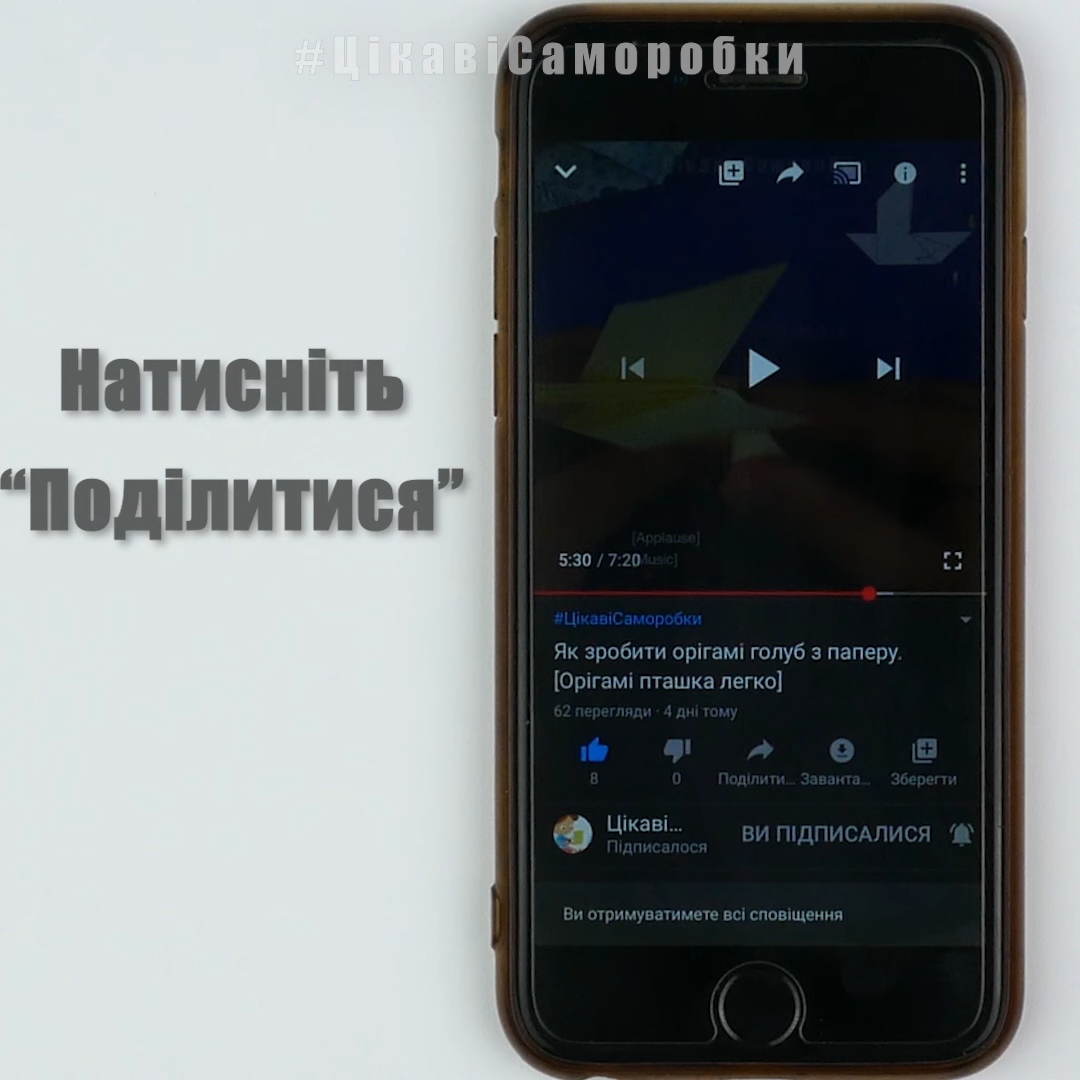 #ЦікавіСаморобки
Натисніть
“Поділитися”
[Applause]
5:30 / 7:20
#ЦікавіСаморобки
Як зробити орігамі голуб з паперу.
[Орігамі пташка легко]
62 перегляди · 4 дні тому
8
0
Поділити...
Заванта...
Зберегти
Цікаві...
Підписалося
ВИ ПІДПИСАЛИСЯ
Ви отримуватимете всі сповіщення